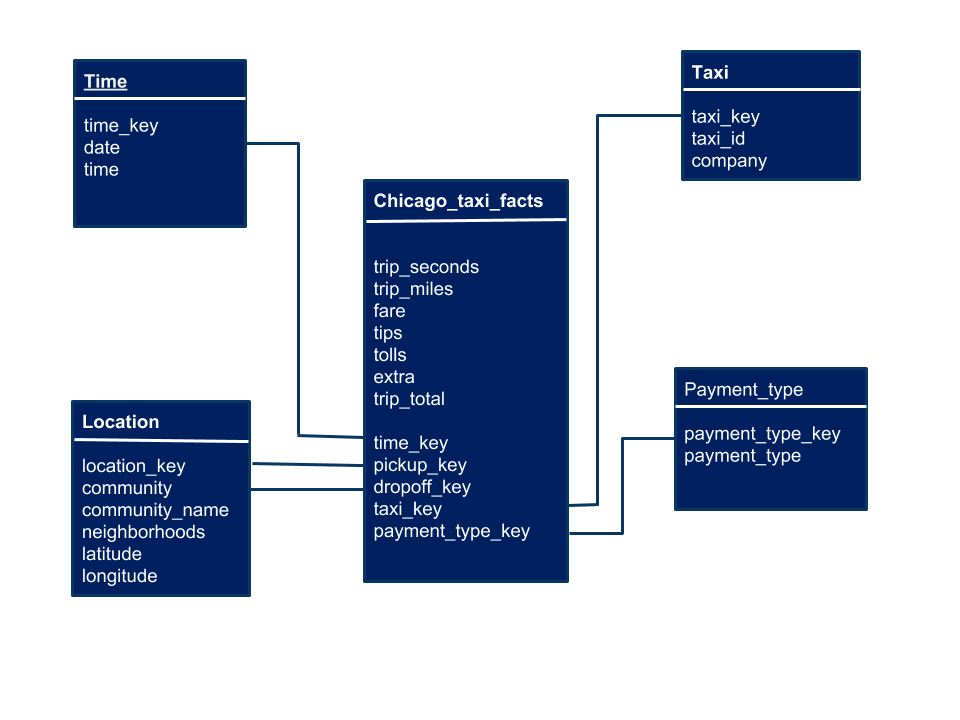 Time
time_key
date
time
Taxi
taxi_key
taxi_id
company
Chicago_taxi_facts
trip_seconds
trip_miles
fare
tips
tolls
extra
trip_total
time_key
pickup_key
dropoff_key
taxi_key
payment_type_key
Location
location_key
community
community_name
neighborhoods
latitude
longitude
Payment_type
payment_type_key
payment_type